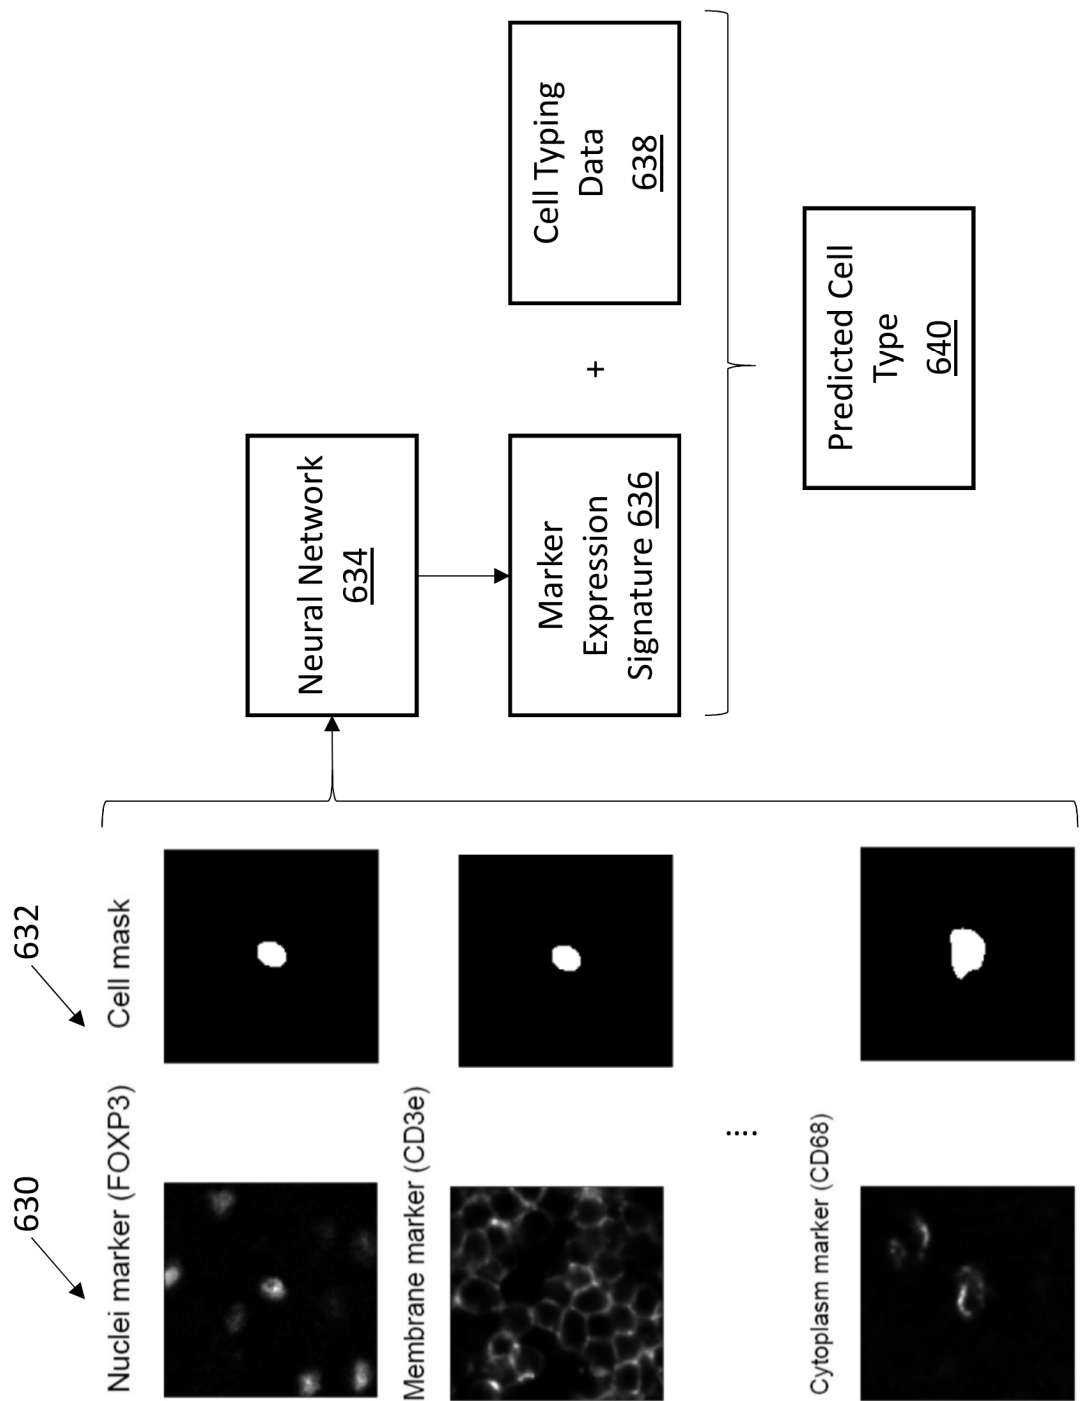 630
632
Nuclei marker (FOXP3)
Cell mask
Membrane marker (CD3e)
....
Cytoplasm marker (CD68)
Neural Network
634
Marker
Expression
Signature 636
+
Cell Typing
Data
638
Predicted Cell
Type
640